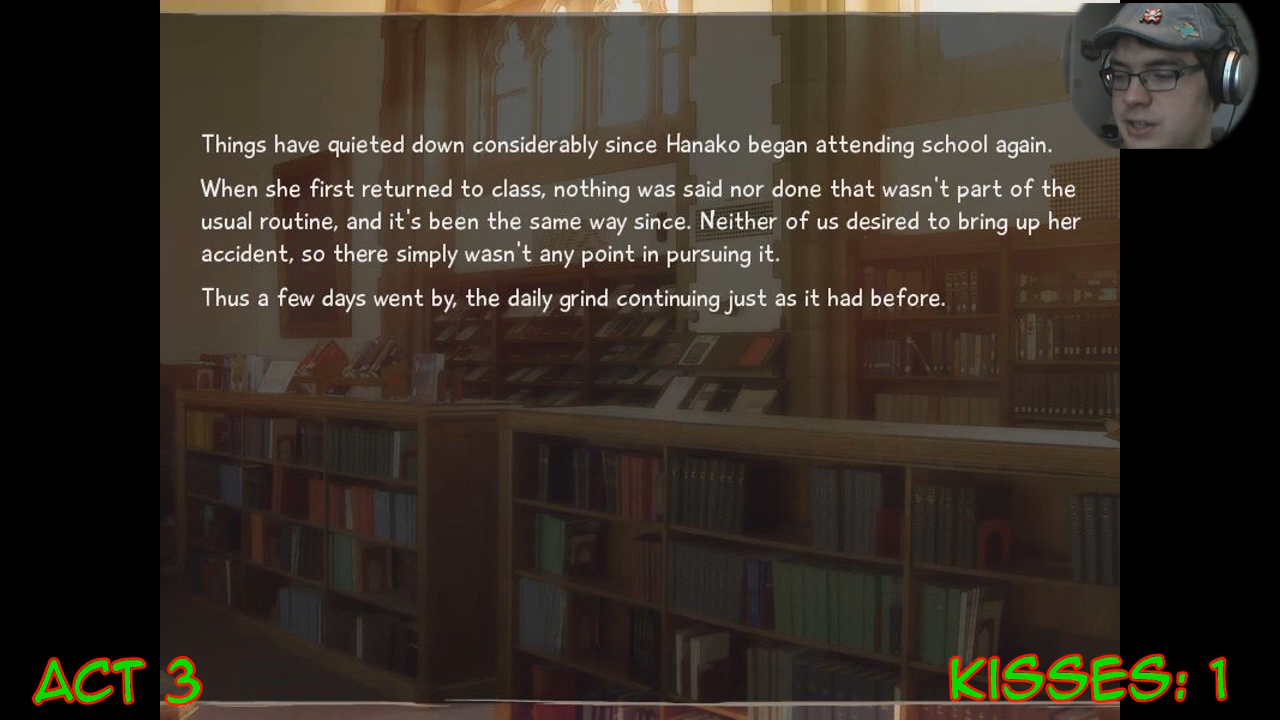 Things have quieted down considerably since Hanako began attending school again.
When she first returned to class, nothing was said nor done that wasn't part of the
usual routine, and it's been the same way since. Neither of us desired to bring up her
accident, so there simply wasn't any point in pursuing it.
Thus a few days went by, the daily grind continuing just as it had before.
ACT 3
KISSES: 1